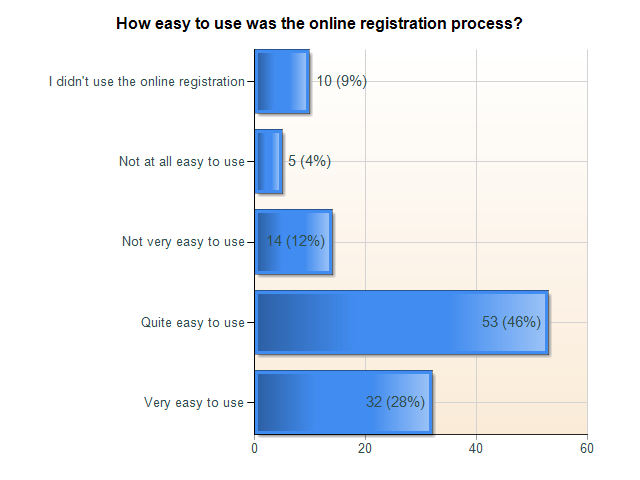 How easy to use was the online registration process?
I didn't use the online registration
10 (9%)
Not at all easy to use
5 (4%)
Not very easy to use
14 (12%)
Quite easy to use
53 (46%)
Very easy to use
32 (28%)
0
20
40
60